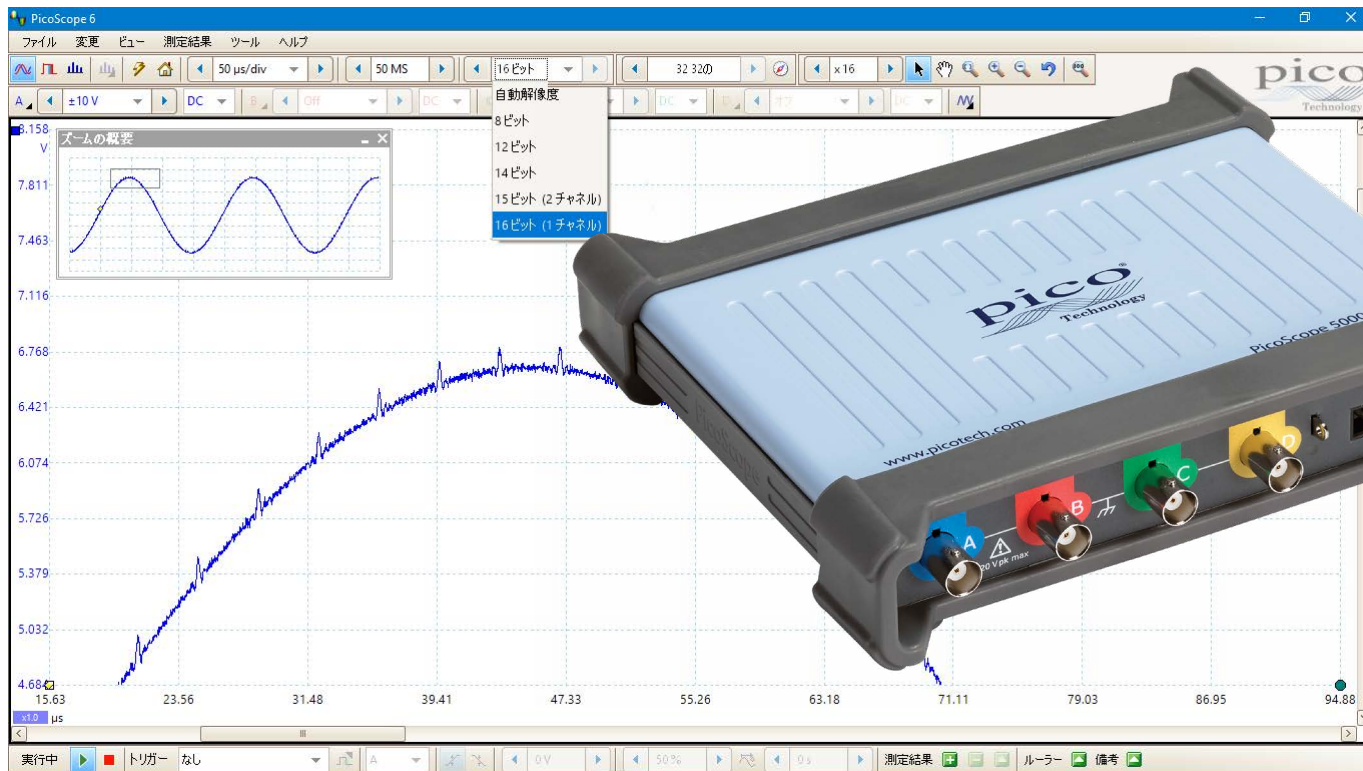 PicoScope 6
ファイル 変更 ビュー 測定結果 ツール ヘルプ
50 µs/div 50 MS 16ビット 32 32の x 16
A ±10 V DC B Off DC DC オフ DC
自動解像度
8ビット
12ビット
14ビット
15ビット (2チャネル)
16ビット (1チャネル)
pico
Technology
ズームの概要
8.158
V
7.811
7.463
7.116
6.768
6.421
6.074
5.726
5.379
5.032
4.684
15.63 23.56 31.48 39.41 47.33 55.26 63.18 71.11 79.03 86.95 94.88
x1.0 µs
pico
Technology
PicoScope 5000
www.picotech.com
PicoScope
A B C D
20 V pk max
実行中 トリガー なし A 0 V 50% 0 s 測定結果 ルーラー 備考